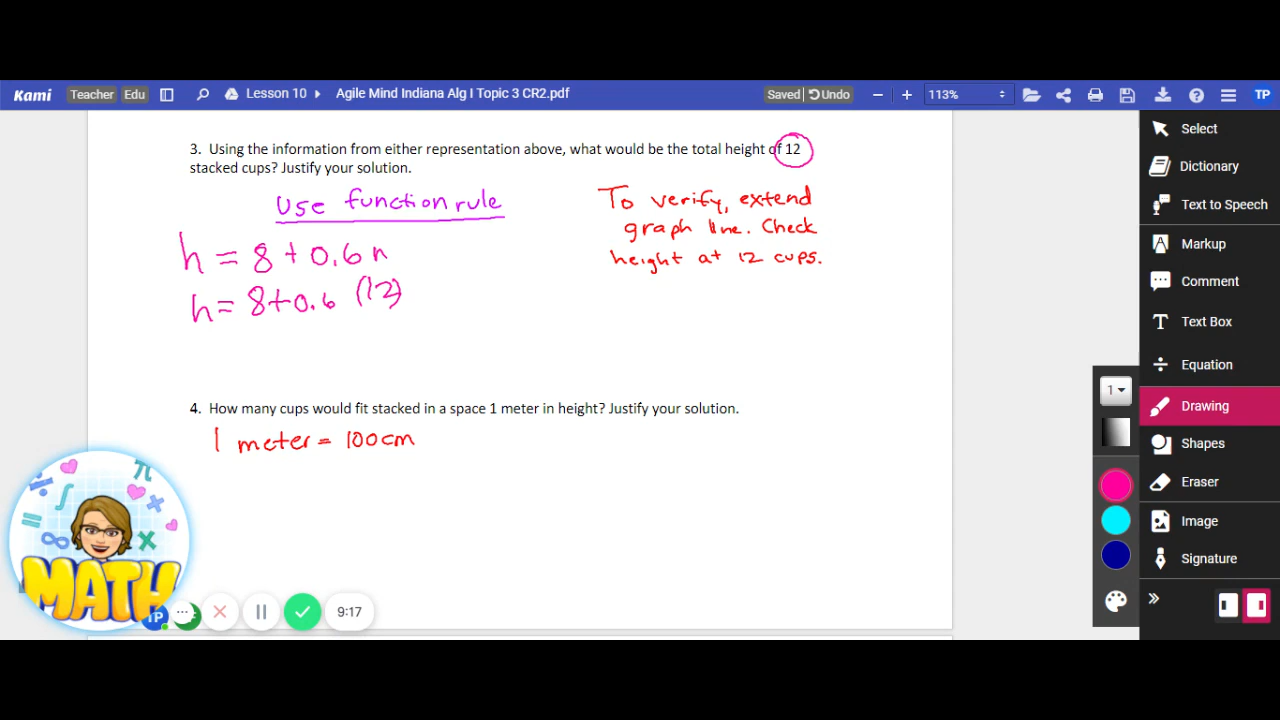 Kami Teacher Edu Lesson 10 Agile Mind Indiana Alg I Topic 3 CR2.pdf Saved Undo 113% TP
Select
Dictionary
Text to Speech
Markup
Comment
Text Box
Equation
Drawing
Shapes
Eraser
Image
Signature
1
3. Using the information from either representation above, what would be the total height of 12
stacked cups? Justify your solution.
Use function rule
h = 8 + 0.6n
h = 8+0.6 (12)
To verify, extend
graph line. Check
height at 12 cups.
4. How many cups would fit stacked in a space 1 meter in height? Justify your solution.
1 meter = 100cm
MATH
TP
9:17